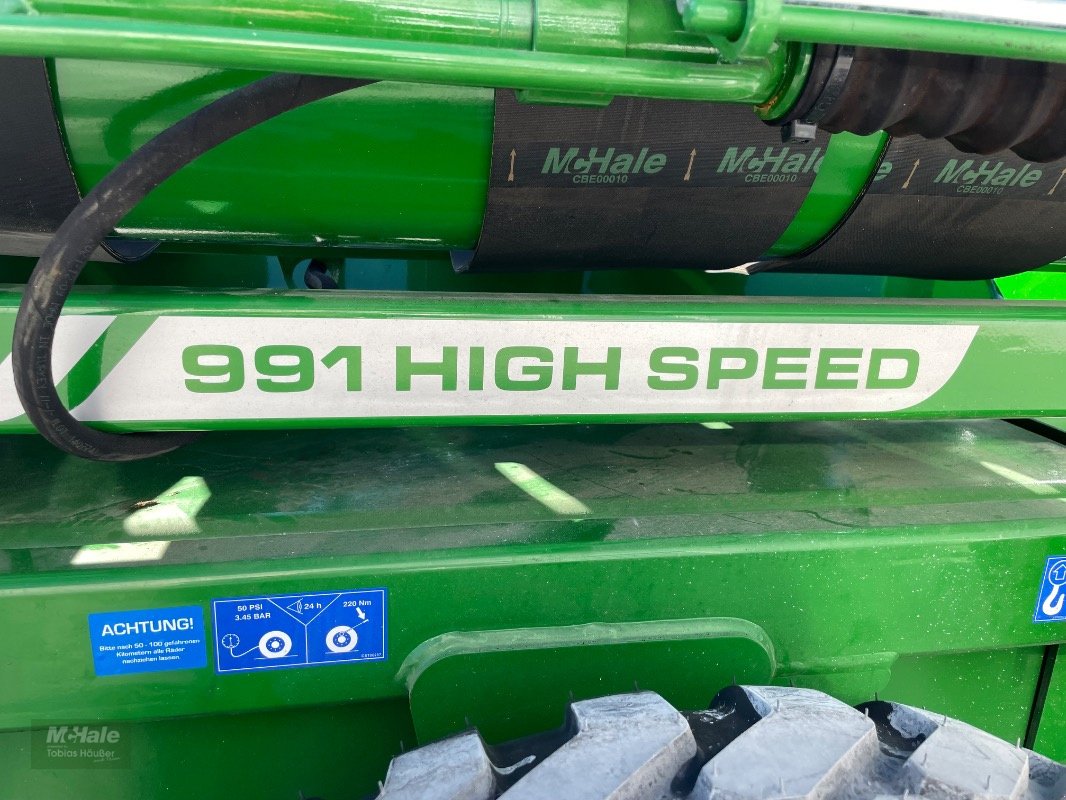 McHale McHale McHale
CBE00010 CBE00010 CBE00010
991 HIGH SPEED
ACHTUNG!
Bitte nach 50 - 100 gefahrenen
Kilometern alle Räder
nachziehen lassen.
50 PSI
3.45 BAR
24 h
220 Nm
McHale
Tobias Häußer